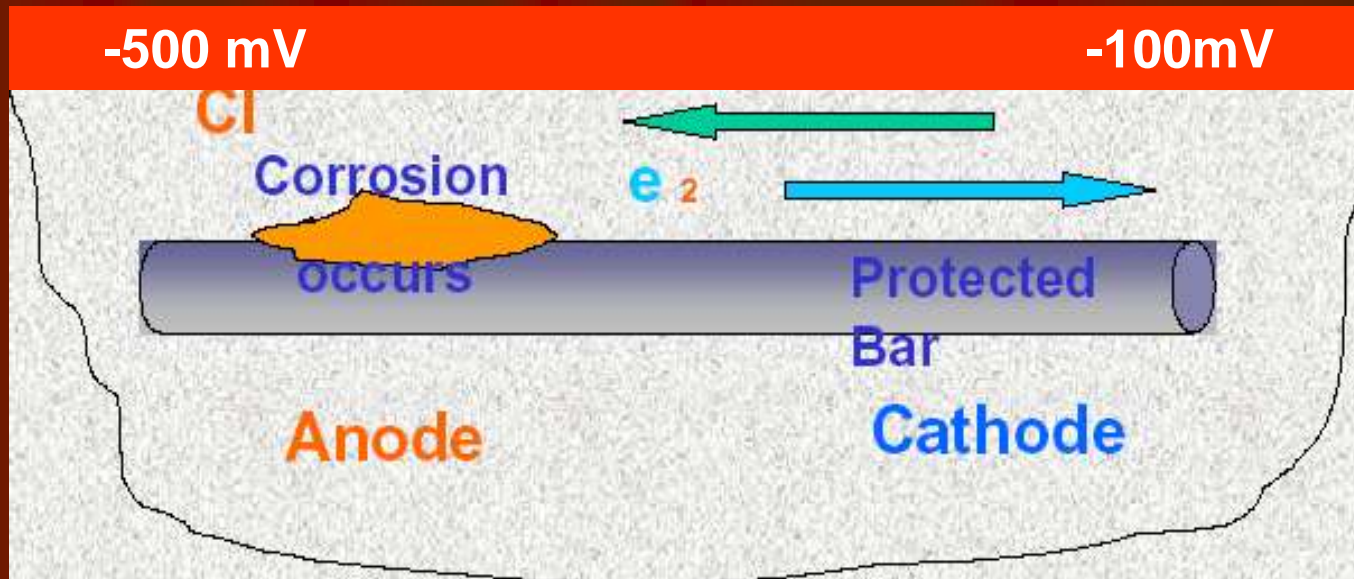 -500 mV -100mV
Cl
Corrosion
e 2
occurs
Protected
Bar
Anode
Cathode